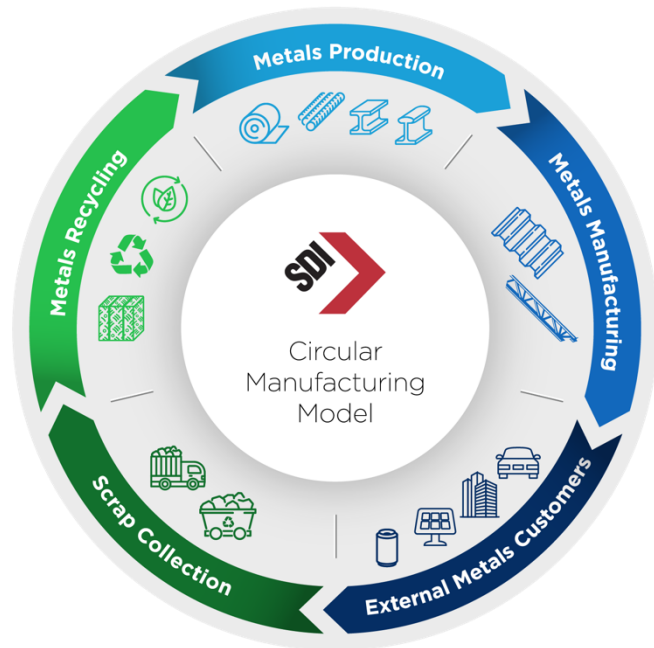 Metals Production
Metals Manufacturing
External Metals Customers
Scrap Collection
Metals Recycling
SDI
Circular
Manufacturing
Model